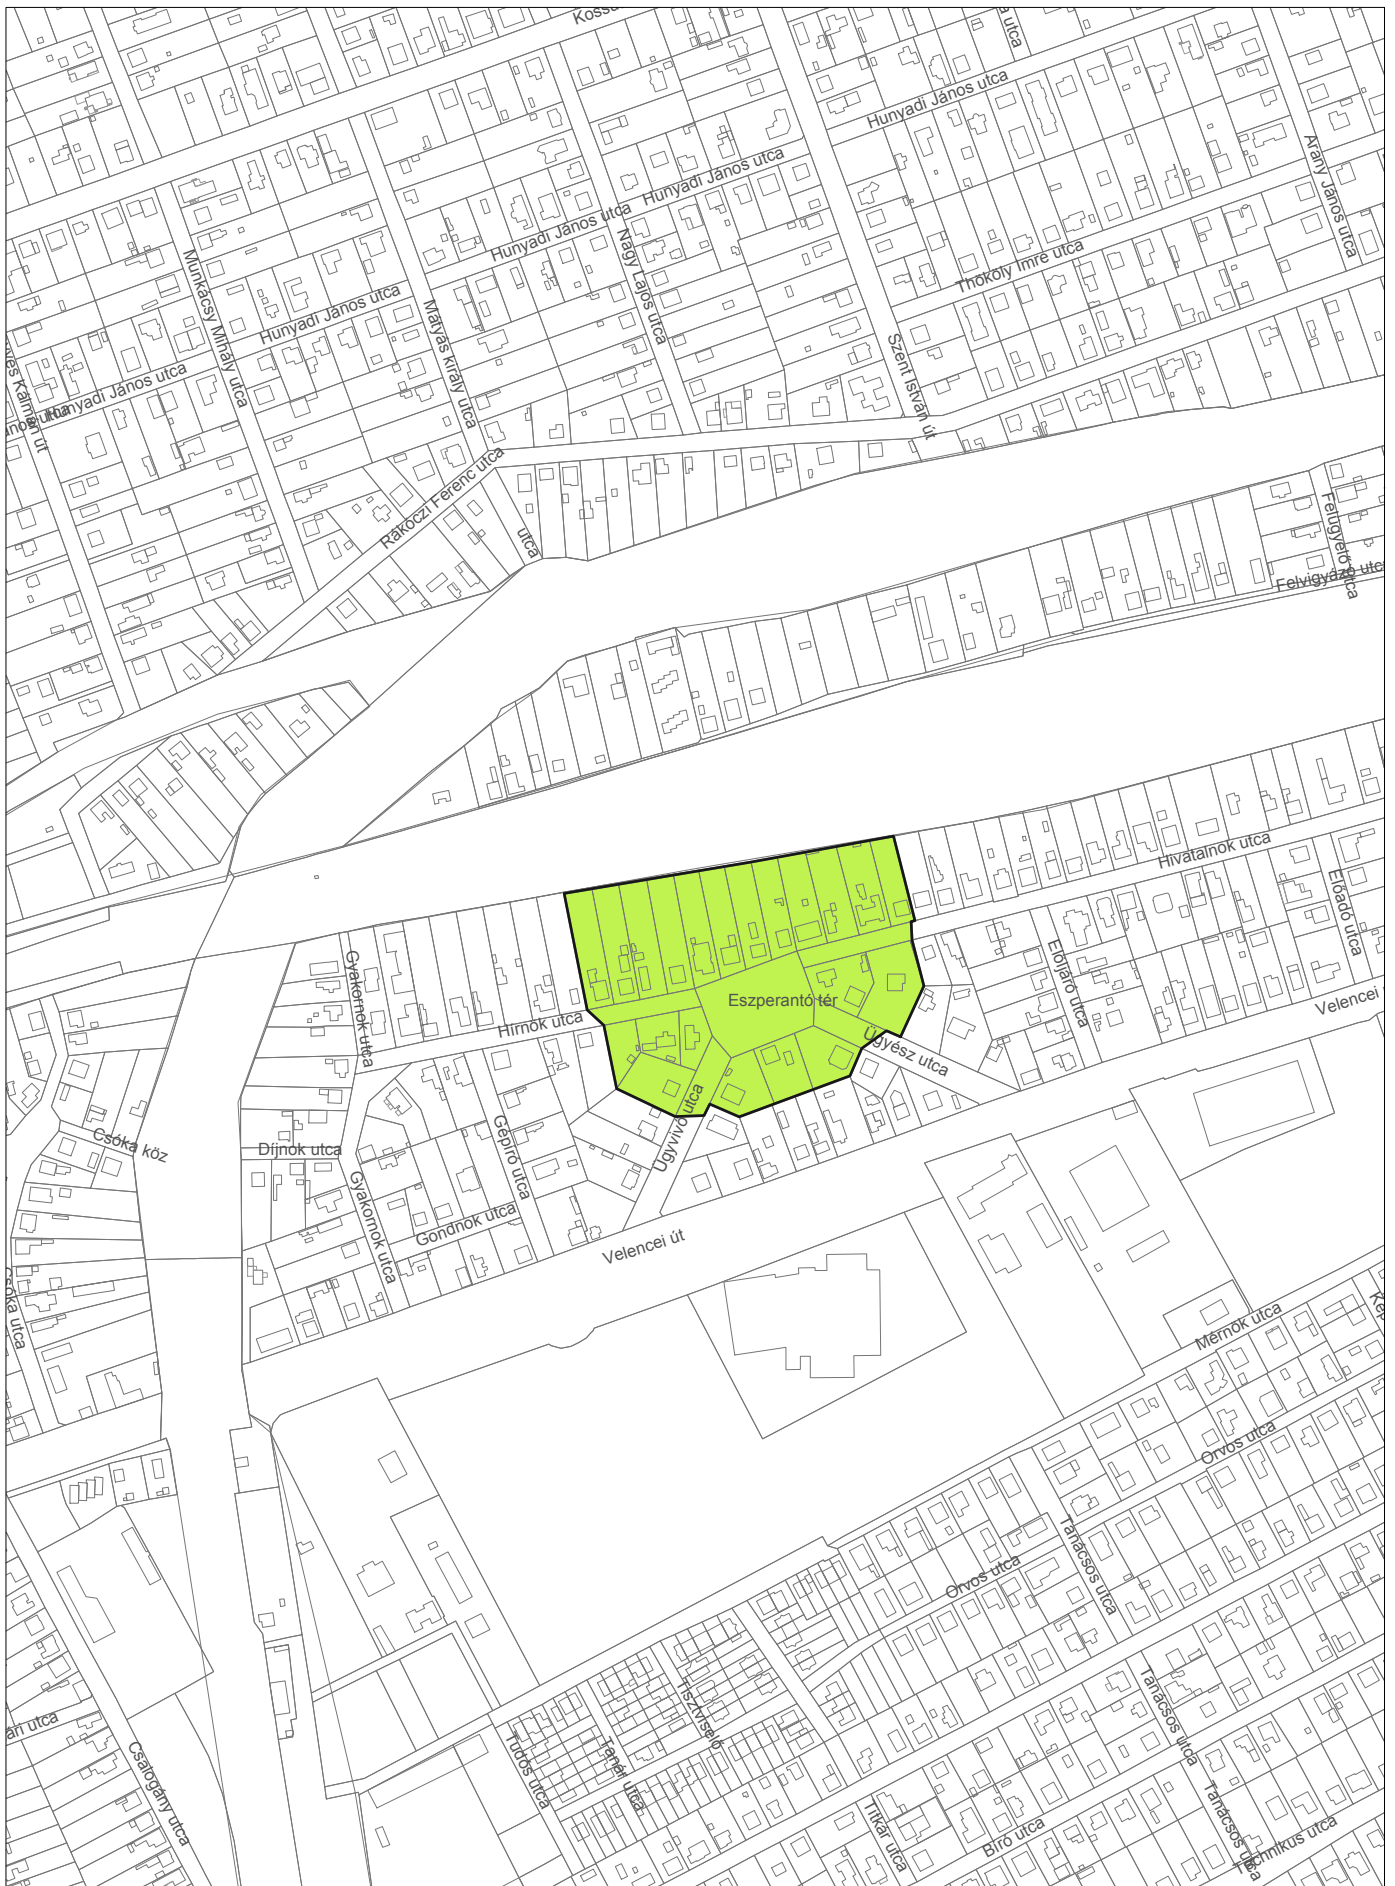 Hunyadi János utca
Arany János utca
Hunyadi János utca
Hunyadi János utca
Nagy Lajos utca
Thököly Imre utca
Munkácsy Mihály utca
Hunyadi János utca
Mátyás király utca
Szent István út
Hunyadi János utca
Rákóczi Ferenc utca
utca
Felügyelő utca
Felvigyázó utca
Hivatalnok utca
Előadó utca
Előljáró utca
Gyakornok utca
Hírnök utca
Eszperantó tér
Ügyész utca
Velencei
Csóka köz
Díjnok utca
Gépíró utca
Ügyvivő utca
Gyakornok utca
Gondnok utca
Velencei út
Csóka utca
Mérnök utca
Orvos utca
Orvos utca
Tanácsos utca
Tisztviselő
Tanácsos utca
Tudós utca
Tanár utca
Csalogány utca
Titkár utca
Bíró utca
Tanácsos utca
Technikus utca